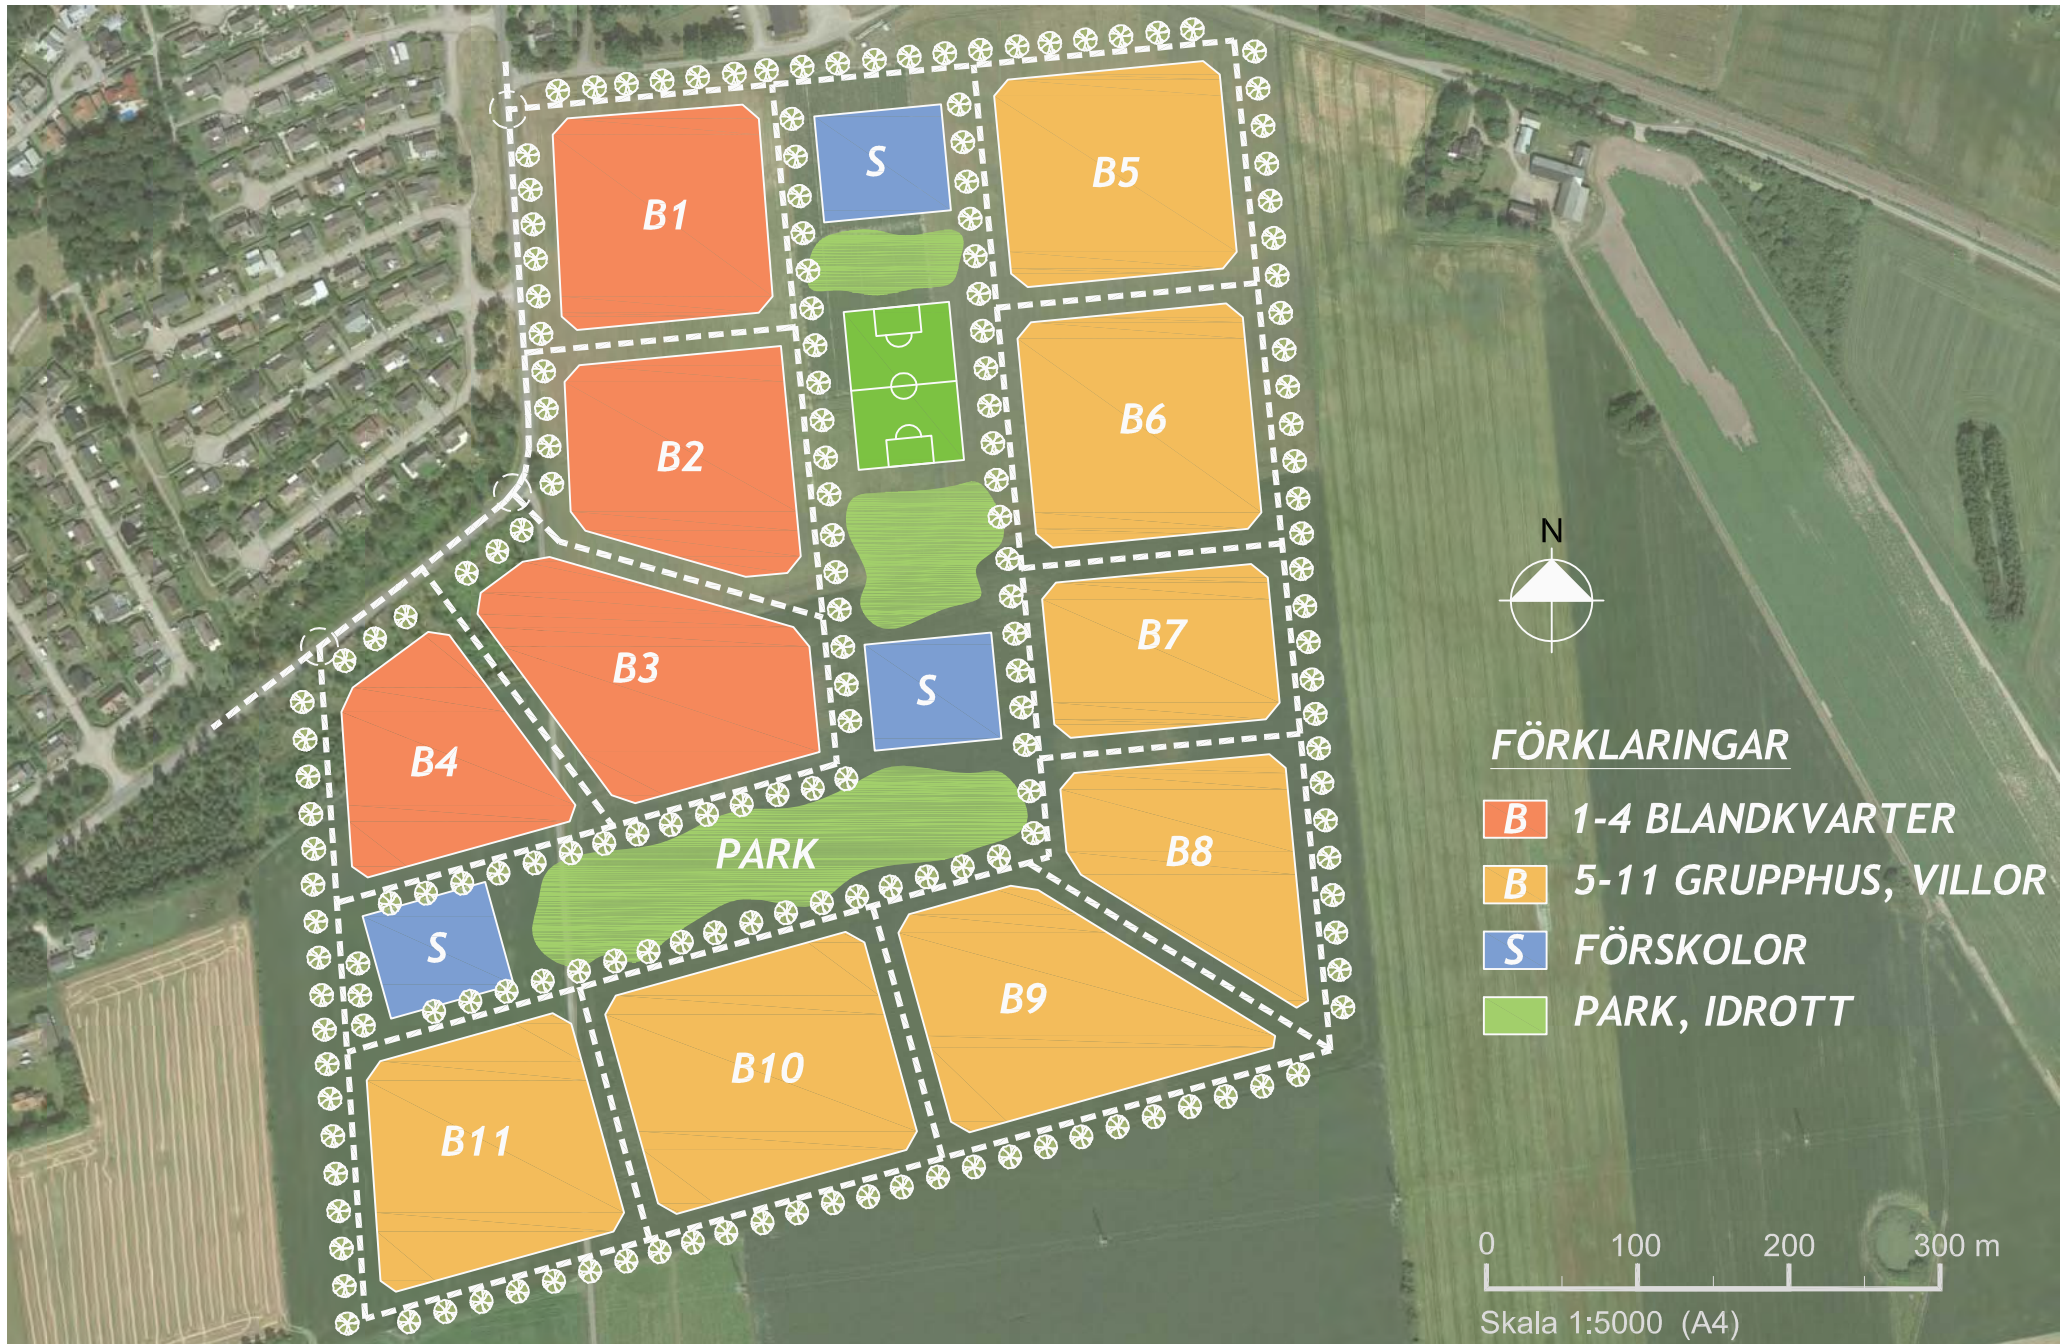 B1
S
B5
B2
B6
B3
S
B7
B4
PARK
B8
S
B9
B10
B11
N
FÖRKLARINGAR
B 1-4 BLANDKVARTER
B 5-11 GRUPPHUS, VILLOR
S FÖRSKOLOR
PARK, IDROTT
0 100 200 300 m
Skala 1:5000 (A4)